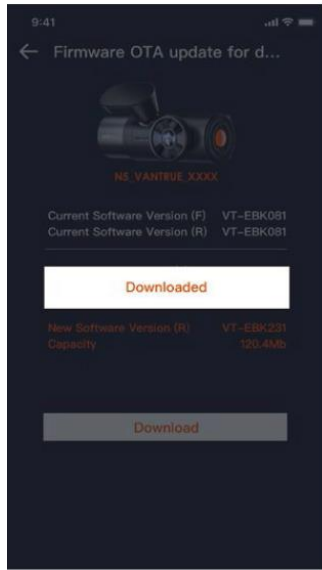 9:41
Firmware OTA update for d...
N5_VANTRUE_XXXX
Current Software Version (F) VT-EBK081
Current Software Version (R) VT-EBK081
Downloaded
New Software Version (R) VT-EBK231
Capacity 120.4Mb
Download